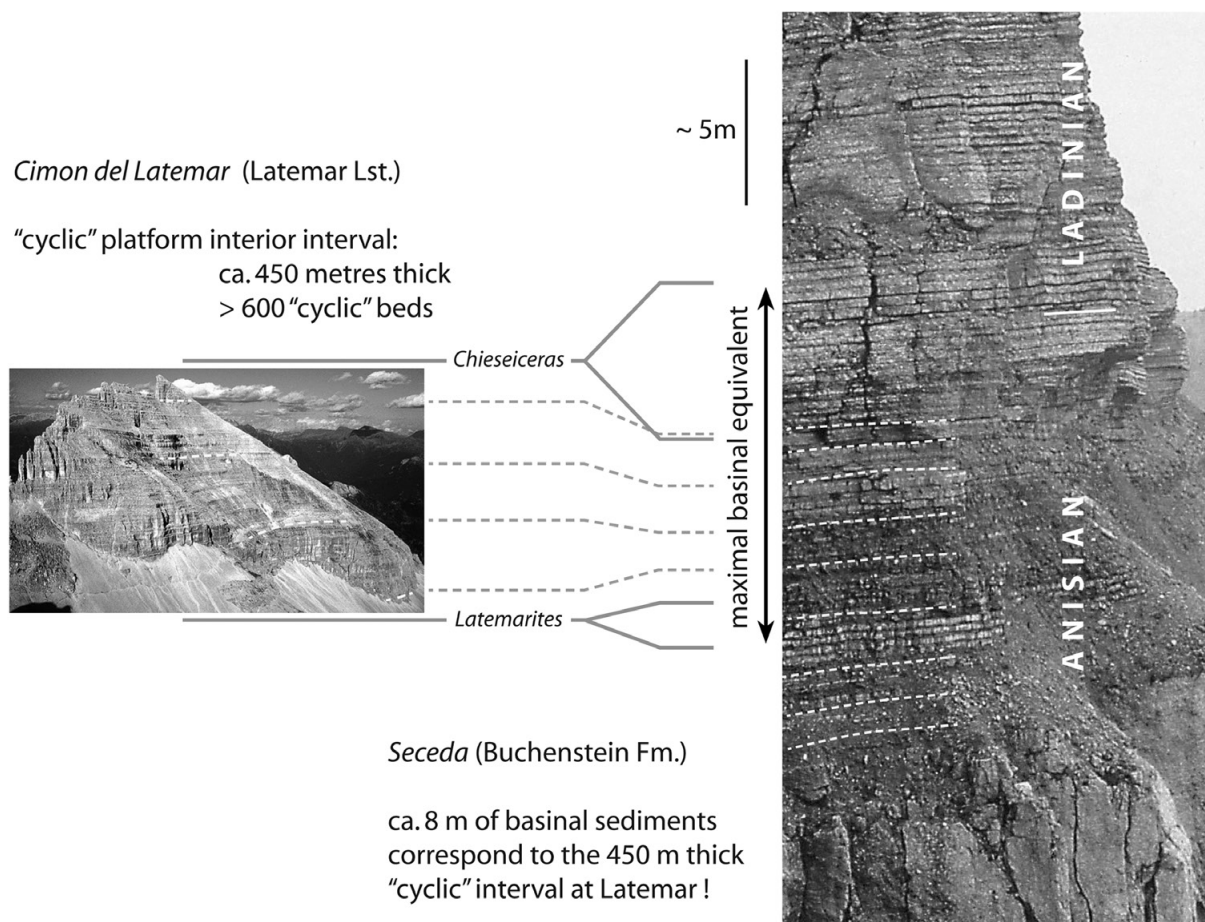 ~ 5m
Cimon del Latemar (Latemar Lst.)
“cyclic” platform interior interval:
ca. 450 metres thick
> 600 “cyclic” beds
Chieseiceras
Latemarites
maximal basinal equivalent
LADINIAN
ANISIAN
Seceda (Buchenstein Fm.)
ca. 8 m of basinal sediments
correspond to the 450 m thick
“cyclic” interval at Latemar !